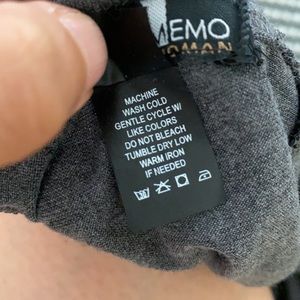 MEMO
WOMAN
MACHINE
WASH COLD
GENTLE CYCLE W/
LIKE COLORS
DO NOT BLEACH
TUMBLE DRY LOW
WARM IRON
IF NEEDED